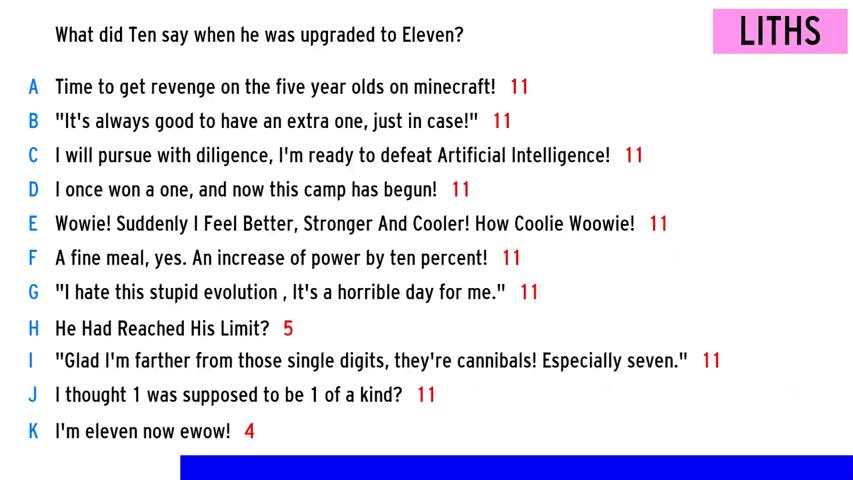 What did Ten say when he was upgraded to Eleven?
LITHS
A Time to get revenge on the five year olds on minecraft! 11
B "It's always good to have an extra one, just in case!" 11
C I will pursue with diligence, I'm ready to defeat Artificial Intelligence! 11
D I once won a one, and now this camp has begun! 11
E Wowie! Suddenly I Feel Better, Stronger And Cooler! How Coolie Woowie! 11
F A fine meal, yes. An increase of power by ten percent! 11
G "I hate this stupid evolution , It's a horrible day for me." 11
H He Had Reached His Limit? 5
I "Glad I'm farther from those single digits, they're cannibals! Especially seven." 11
J I thought 1 was supposed to be 1 of a kind? 11
K I'm eleven now ewow! 4